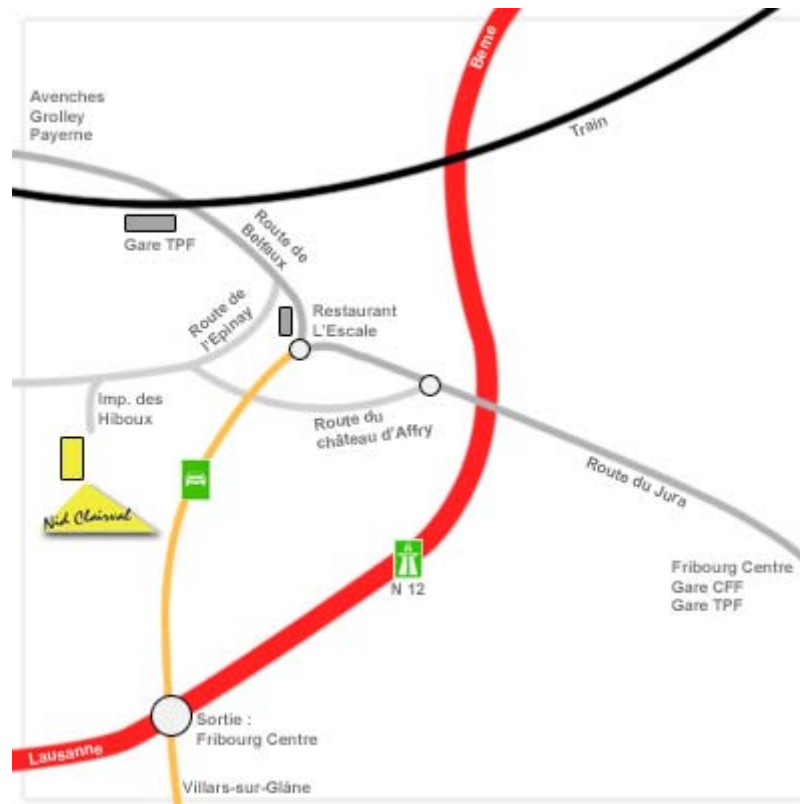 Berne
Avenches
Grolley
Payerne
Train
Route de
Belfaux
Gare TPF
Route de
l'Epinay
Restaurant
L'Escale
Imp. des
Hiboux
Route du
château d'Affry
Route du Jura
Nid Clairval
N 12
Fribourg Centre
Gare CFF
Gare TPF
Sortie :
Fribourg Centre
Lausanne
Villars-sur-Glâne